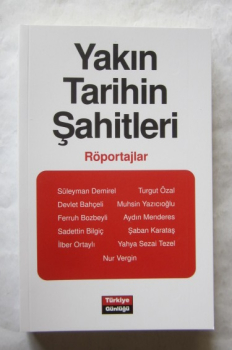 Yakın
Tarihin
Şahitleri
Röportajlar
Süleyman Demirel Turgut Özal
Devlet Bahçeli Muhsin Yazıcıoğlu
Ferruh Bozbeyli Aydın Menderes
Sadettin Bilgiç Şaban Karataş
İlber Ortaylı Yahya Sezai Tezel
Nur Vergin
Türkiye
Günlüğü